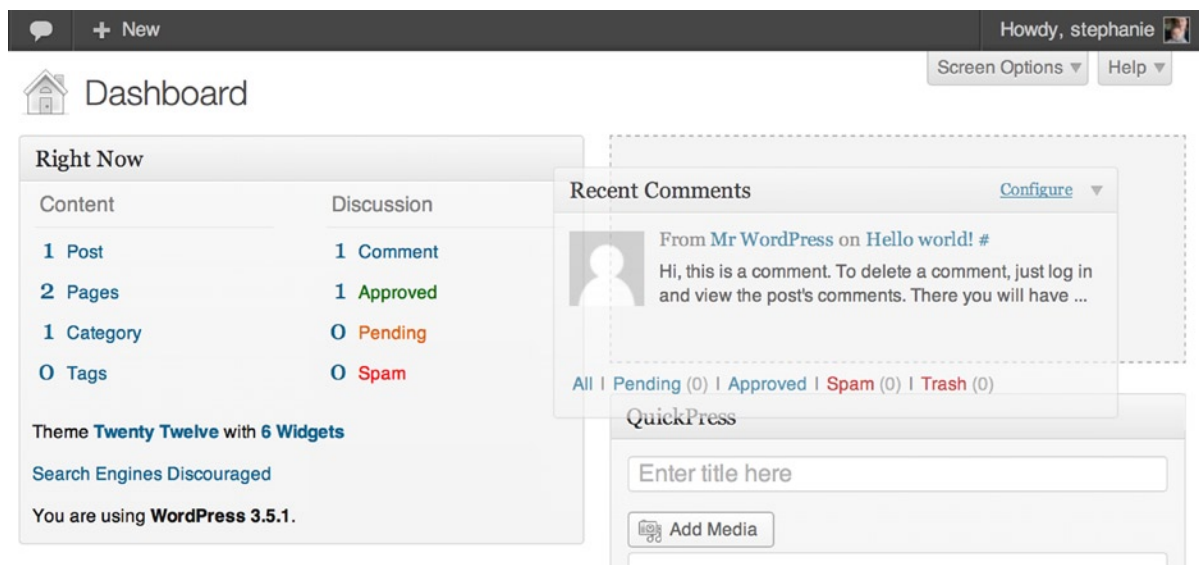 + New
Howdy, stephanie
Screen Options ▼
Help ▼
Dashboard
Right Now
Content
Discussion
1 Post
1 Comment
2 Pages
1 Approved
1 Category
0 Pending
0 Tags
0 Spam
Theme Twenty Twelve with 6 Widgets
Search Engines Discouraged
You are using WordPress 3.5.1.
Recent Comments
Configure ▼
From Mr WordPress on Hello world! #
Hi, this is a comment. To delete a comment, just log in
and view the post's comments. There you will have ...
All | Pending (0) | Approved | Spam (0) | Trash (0)
QuickPress
Enter title here
Add Media